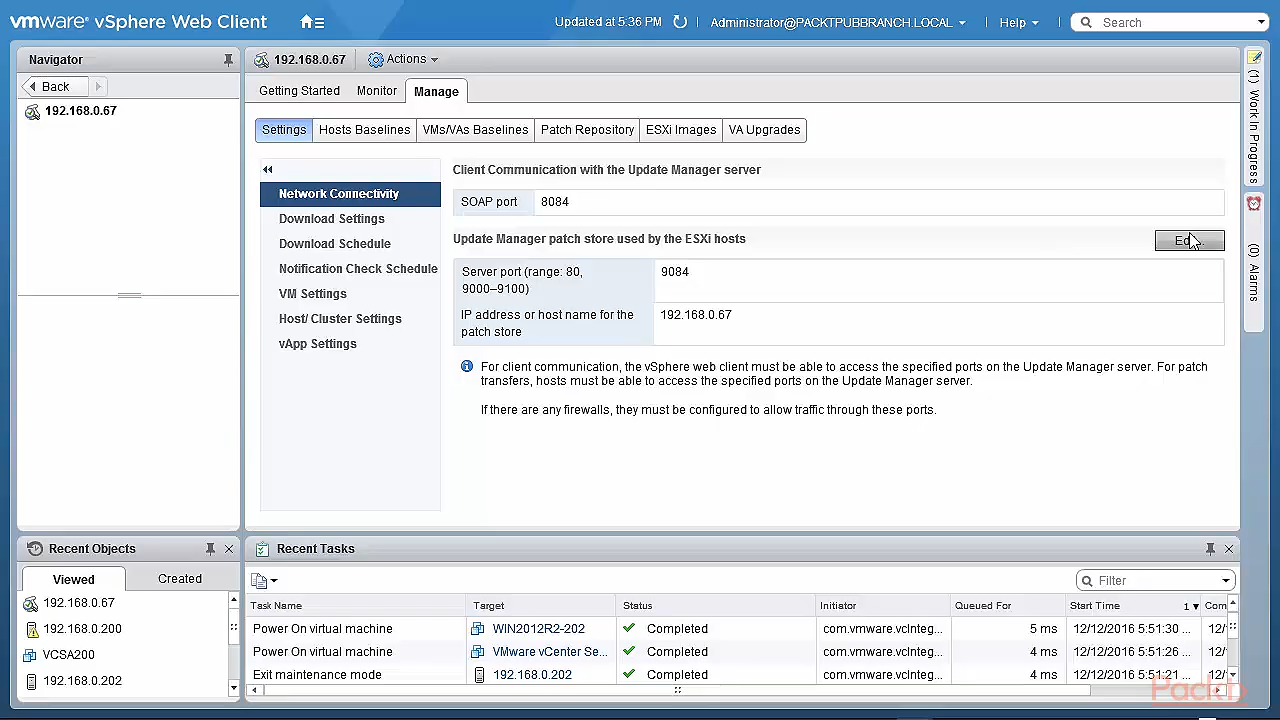 vmware® vSphere Web Client
Updated at 5:36 PM
Administrator@PACKTPUBBRANCH.LOCAL
Help
Search
Navigator
Back
192.168.0.67
192.168.0.67
Actions
Getting Started
Monitor
Manage
Settings
Hosts Baselines
VMs/VAs Baselines
Patch Repository
ESXi Images
VA Upgrades
Network Connectivity
Download Settings
Download Schedule
Notification Check Schedule
VM Settings
Host/ Cluster Settings
vApp Settings
Client Communication with the Update Manager server
SOAP port
8084
Update Manager patch store used by the ESXi hosts
Server port (range: 80,
9000–9100)
9084
IP address or host name for the
patch store
192.168.0.67
For client communication, the vSphere web client must be able to access the specified ports on the Update Manager server. For patch
transfers, hosts must be able to access the specified ports on the Update Manager server.
If there are any firewalls, they must be configured to allow traffic through these ports.
(1) Work In Progress
(0) Alarms
Recent Objects
Viewed
Created
192.168.0.67
192.168.0.200
VCSA200
192.168.0.202
Recent Tasks
Filter
Task Name
Target
Status
Initiator
Queued For
Start Time
1
Com
Power On virtual machine
WIN2012R2-202
Completed
com.vmware.vcInteg...
5 ms
12/12/2016 5:51:30 ...
12/
Power On virtual machine
VMware vCenter Se...
Completed
com.vmware.vcInteg...
4 ms
12/12/2016 5:51:26 ...
12/
Exit maintenance mode
192.168.0.202
Completed
com.vmware.vcInteg...
4 ms
12/12/2016 5:51:21 ...
12/
Packt